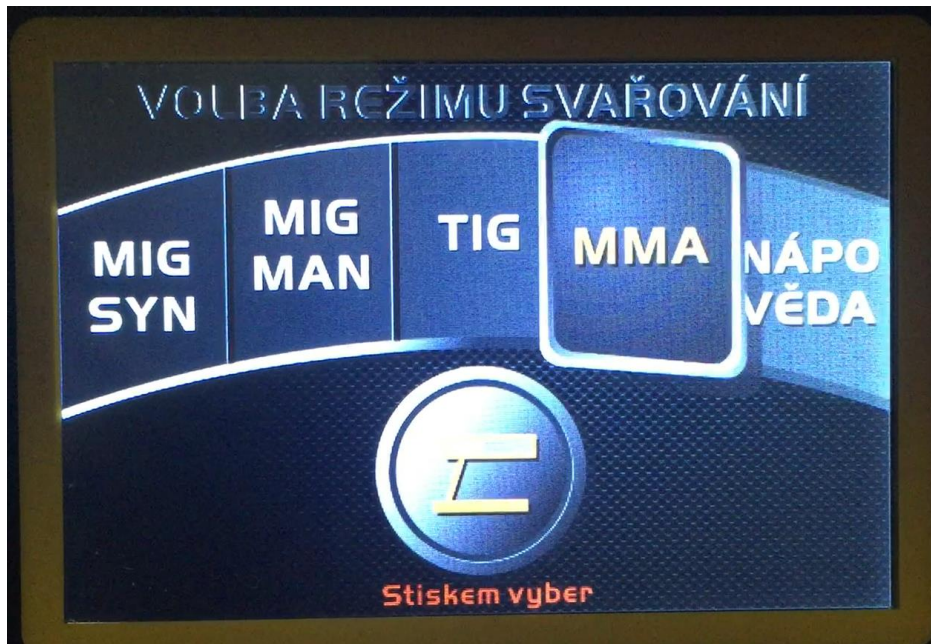 VOLBA REŽIMU SVAŘOVÁNÍ
MIG
SYN
MIG
MAN
TIG
MMA
NÁPO
VĚDA
Stiskem vyber